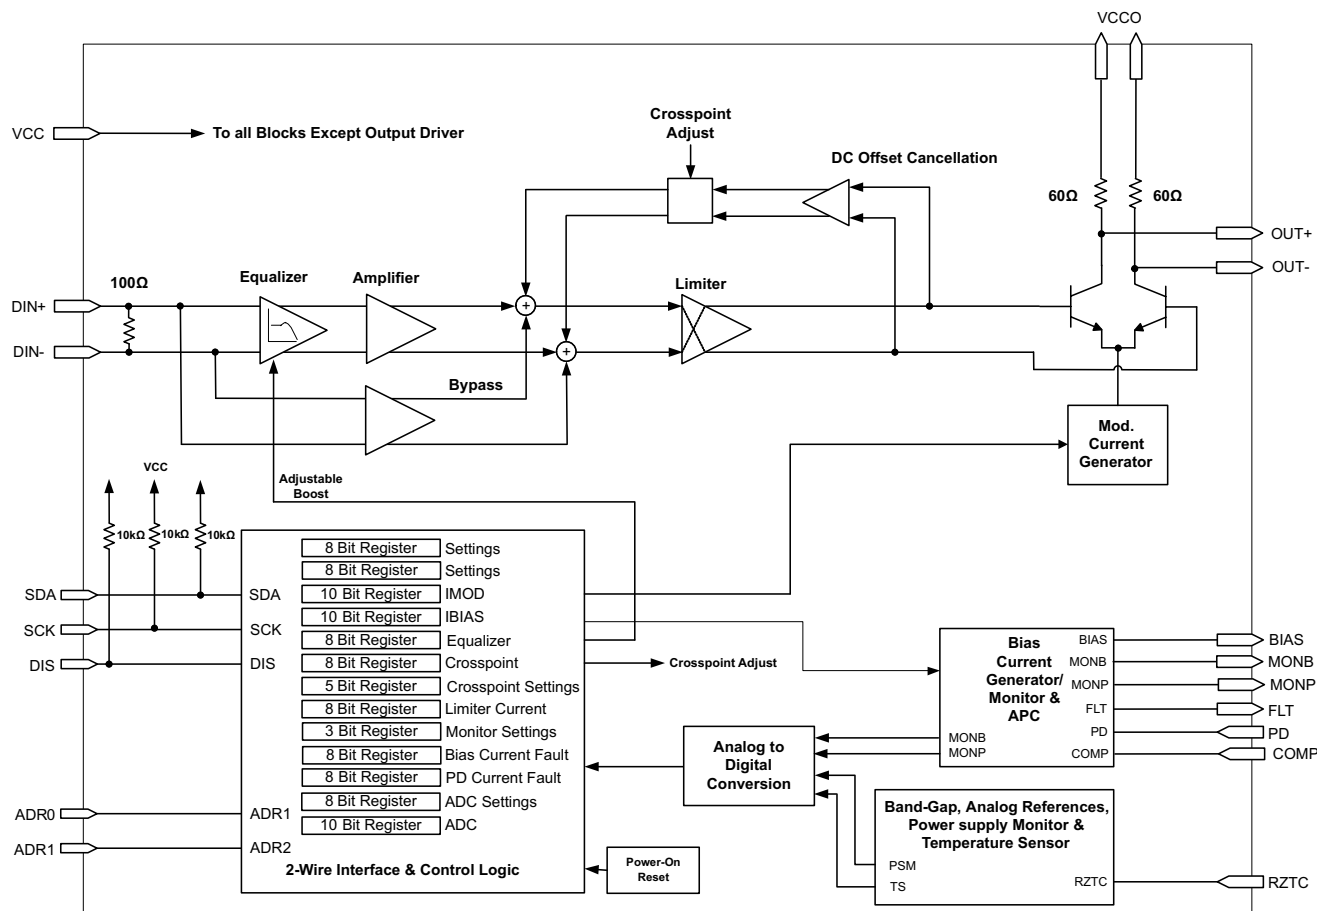 VCCO
VCC
To all Blocks Except Output Driver
Crosspoint
Adjust
DC Offset Cancellation
60Ω
60Ω
OUT+
OUT-
100Ω
Equalizer
Amplifier
Limiter
DIN+
DIN-
+
+
Bypass
Mod.
Current
Generator
VCC
Adjustable
Boost
10kΩ
10kΩ
10kΩ
8 Bit Register Settings
8 Bit Register Settings
10 Bit Register IMOD
10 Bit Register IBIAS
8 Bit Register Equalizer
8 Bit Register Crosspoint
5 Bit Register Crosspoint Settings
8 Bit Register Limiter Current
3 Bit Register Monitor Settings
8 Bit Register Bias Current Fault
8 Bit Register PD Current Fault
8 Bit Register ADC Settings
10 Bit Register ADC
SDA
SDA
SCK
SCK
DIS
DIS
Crosspoint Adjust
ADR0
ADR1
ADR1
ADR2
2-Wire Interface & Control Logic
Power-On
Reset
Analog to
Digital
Conversion
Bias
Current
Generator/
Monitor &
APC
BIAS
MONB
MONP
FLT
PD
COMP
MONB
MONP
BIAS
MONB
MONP
FLT
PD
COMP
Band-Gap, Analog References,
Power supply Monitor &
Temperature Sensor
PSM
TS
RZTC
RZTC